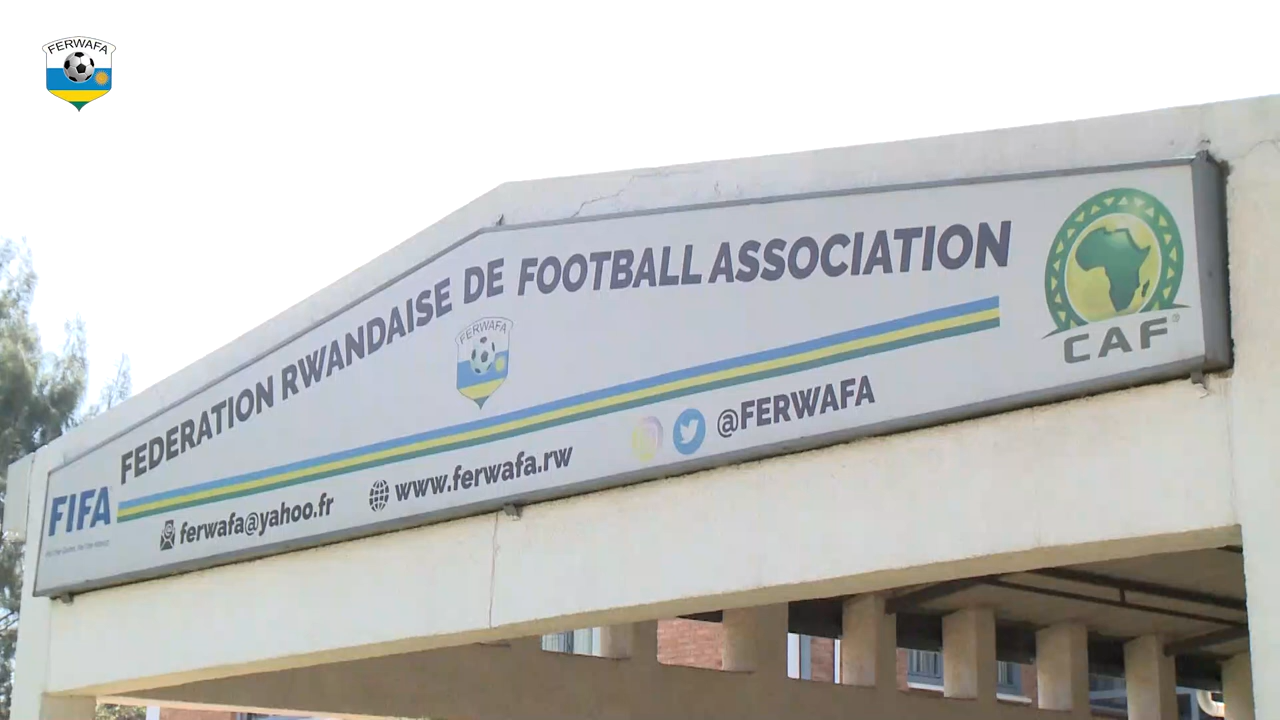 FERWAFA
FEDERATION RWANDAISE DE FOOTBALL ASSOCIATION
FERWAFA
FIFA
CAF
ferwafa@yahoo.fr
www.ferwafa.rw
@FERWAFA